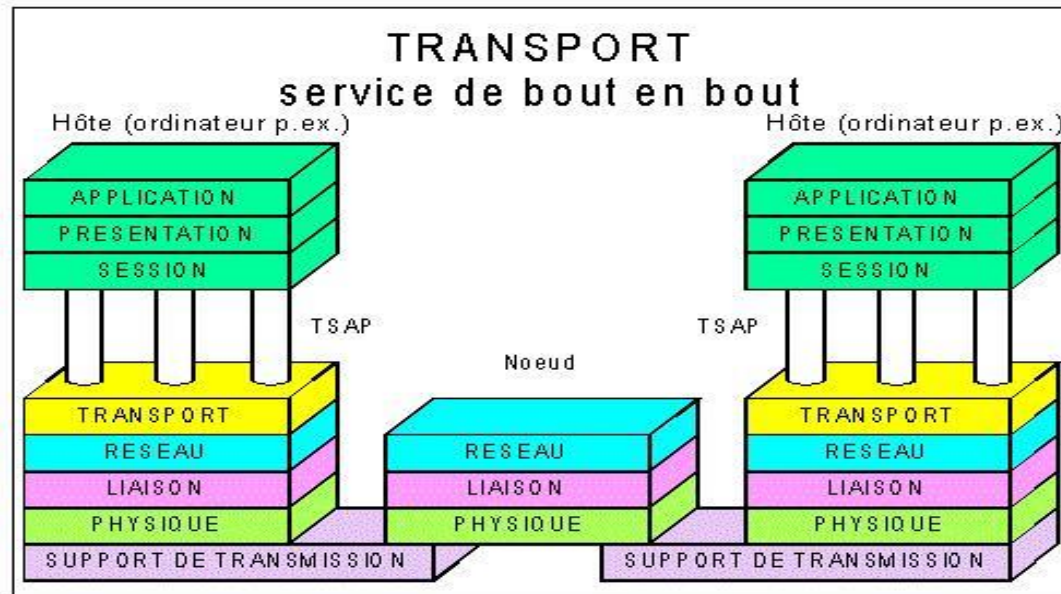 TRANSPORT
service de bout en bout
Hôte (ordinateur p.ex.)
Hôte (ordinateur p.ex.)
APPLICATION
PRESENTATION
SESSION
APPLICATION
PRESENTATION
SESSION
TSAP
TSAP
Noeud
TRANSPORT
RESEAU
LIAISON
PHYSIQUE
SUPPORT DE TRANSMISSION
RESEAU
LIAISON
PHYSIQUE
TRANSPORT
RESEAU
LIAISON
PHYSIQUE
SUPPORT DE TRANSMISSION